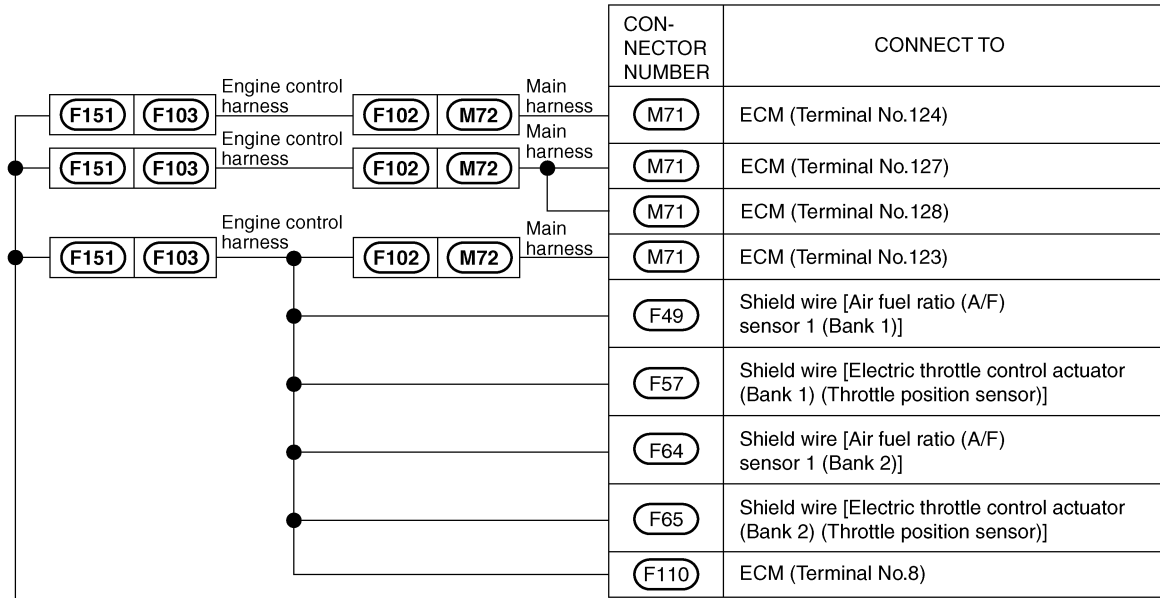 CON-
NECTOR
NUMBER
CONNECT TO
Engine control
harness
Main
harness
F151 F103 F102 M72 M71 ECM (Terminal No.124)
Engine control
harness
Main
harness
F151 F103 F102 M72 M71 ECM (Terminal No.127)
M71 ECM (Terminal No.128)
Engine control
harness
Main
harness
F151 F103 F102 M72 M71 ECM (Terminal No.123)
F49 Shield wire [Air fuel ratio (A/F)
sensor 1 (Bank 1)]
F57 Shield wire [Electric throttle control actuator
(Bank 1) (Throttle position sensor)]
F64 Shield wire [Air fuel ratio (A/F)
sensor 1 (Bank 2)]
F65 Shield wire [Electric throttle control actuator
(Bank 2) (Throttle position sensor)]
F110 ECM (Terminal No.8)